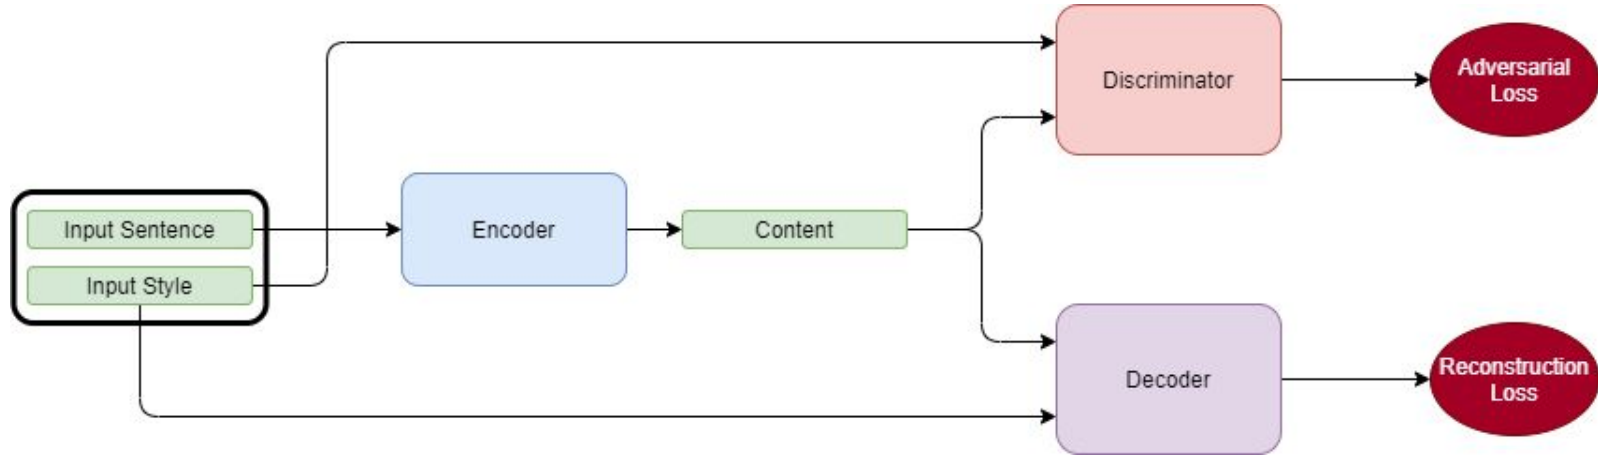 Input Sentence
Input Style
Encoder
Content
Discriminator
Adversarial
Loss
Decoder
Reconstruction
Loss